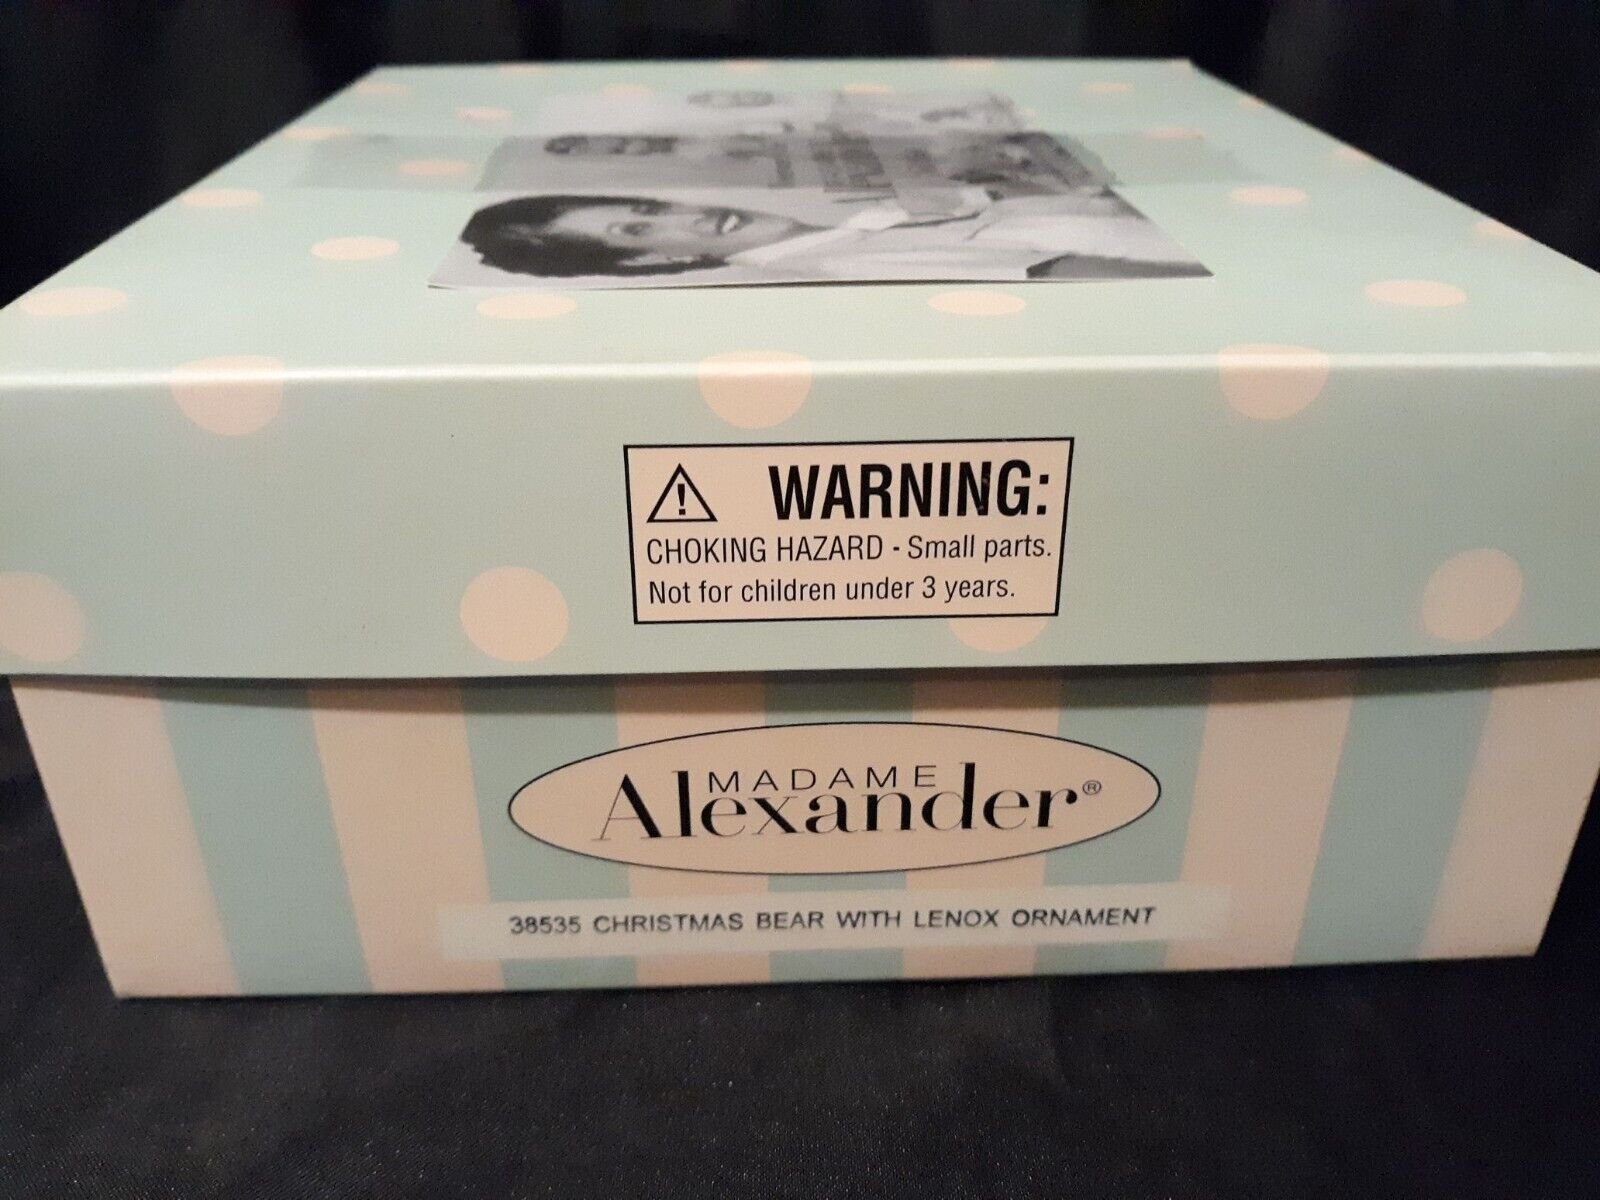 WARNING:
CHOKING HAZARD - Small parts.
Not for children under 3 years.
MADAME
Alexander®
38535 CHRISTMAS BEAR WITH LENOX ORNAMENT